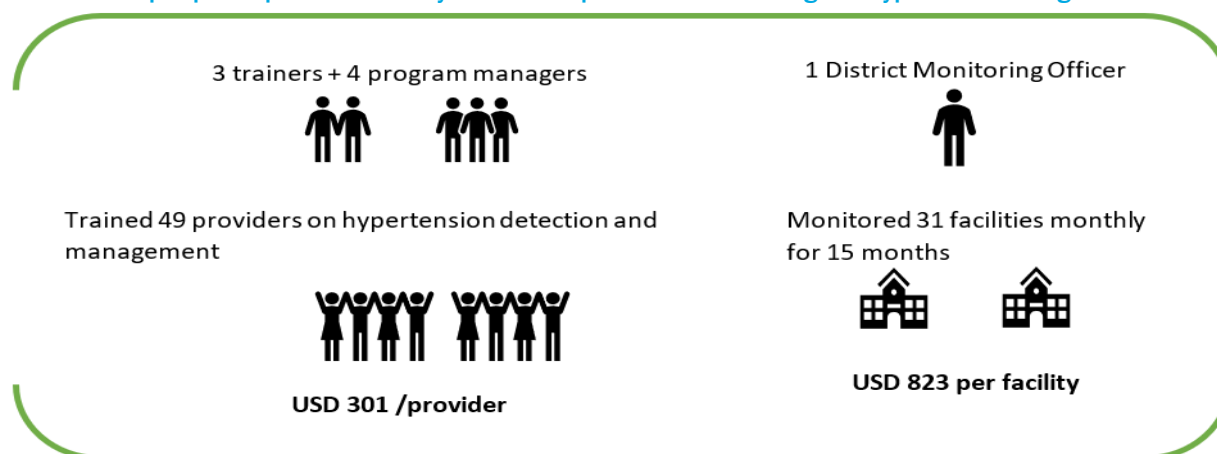 3 trainers + 4 program managers
Trained 49 providers on hypertension detection and
management
USD 301 /provider
1 District Monitoring Officer
Monitored 31 facilities monthly
for 15 months
USD 823 per facility